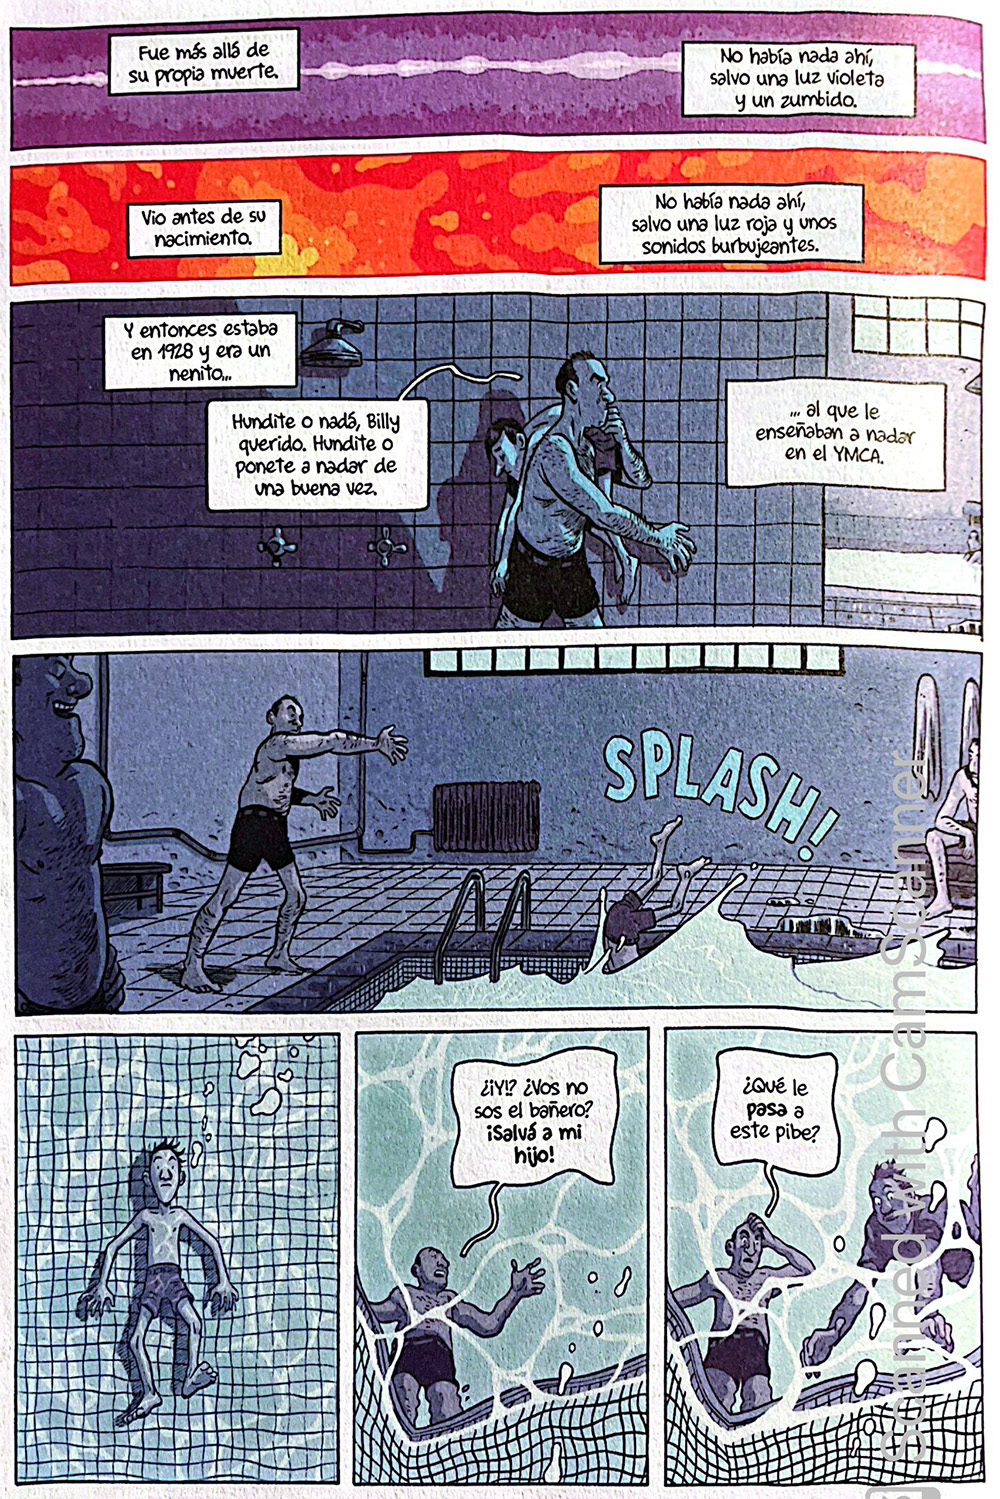 Fue más allá de
su propia muerte.
No había nada ahí,
salvo una luz violeta
y un zumbido.
Vio antes de su
nacimiento.
No había nada ahí,
salvo una luz roja y unos
sonidos burbujeantes.
Y entonces estaba
en 1928 y era un
nenito...
Hundite o nadá, Billy
querido. Hundite o
ponete a nadar de
una buena vez.
... al que le
enseñaban a nadar
en el YMCA.
SPLASH!
¿¡Y!? ¿Vos no
sos el bañero?
¡Salvá a mi
hijo!
¿Qué le
pasa a
este pibe?
Scanned with CamScanner